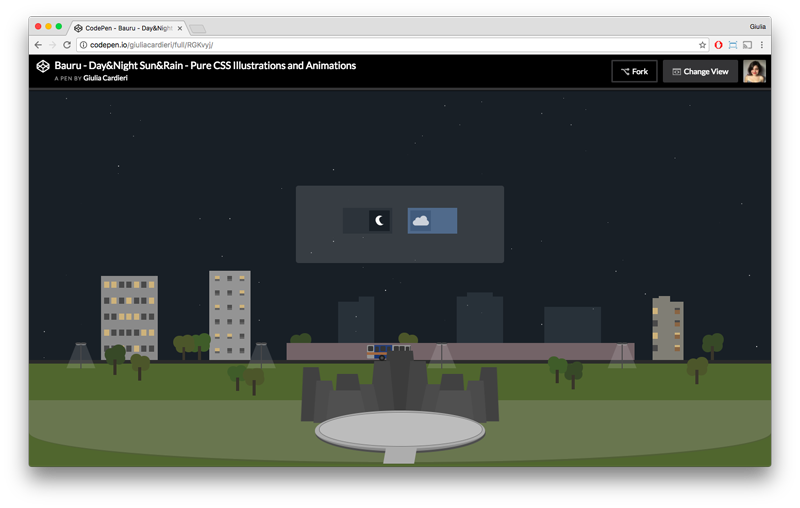 Giulia
CodePen - Bauru - Day&Night
codepen.io/giuliacardieri/full/RGKvyj/
Bauru - Day&Night Sun&Rain - Pure CSS Illustrations and Animations
A PEN BY Giulia Cardieri
Fork
Change View